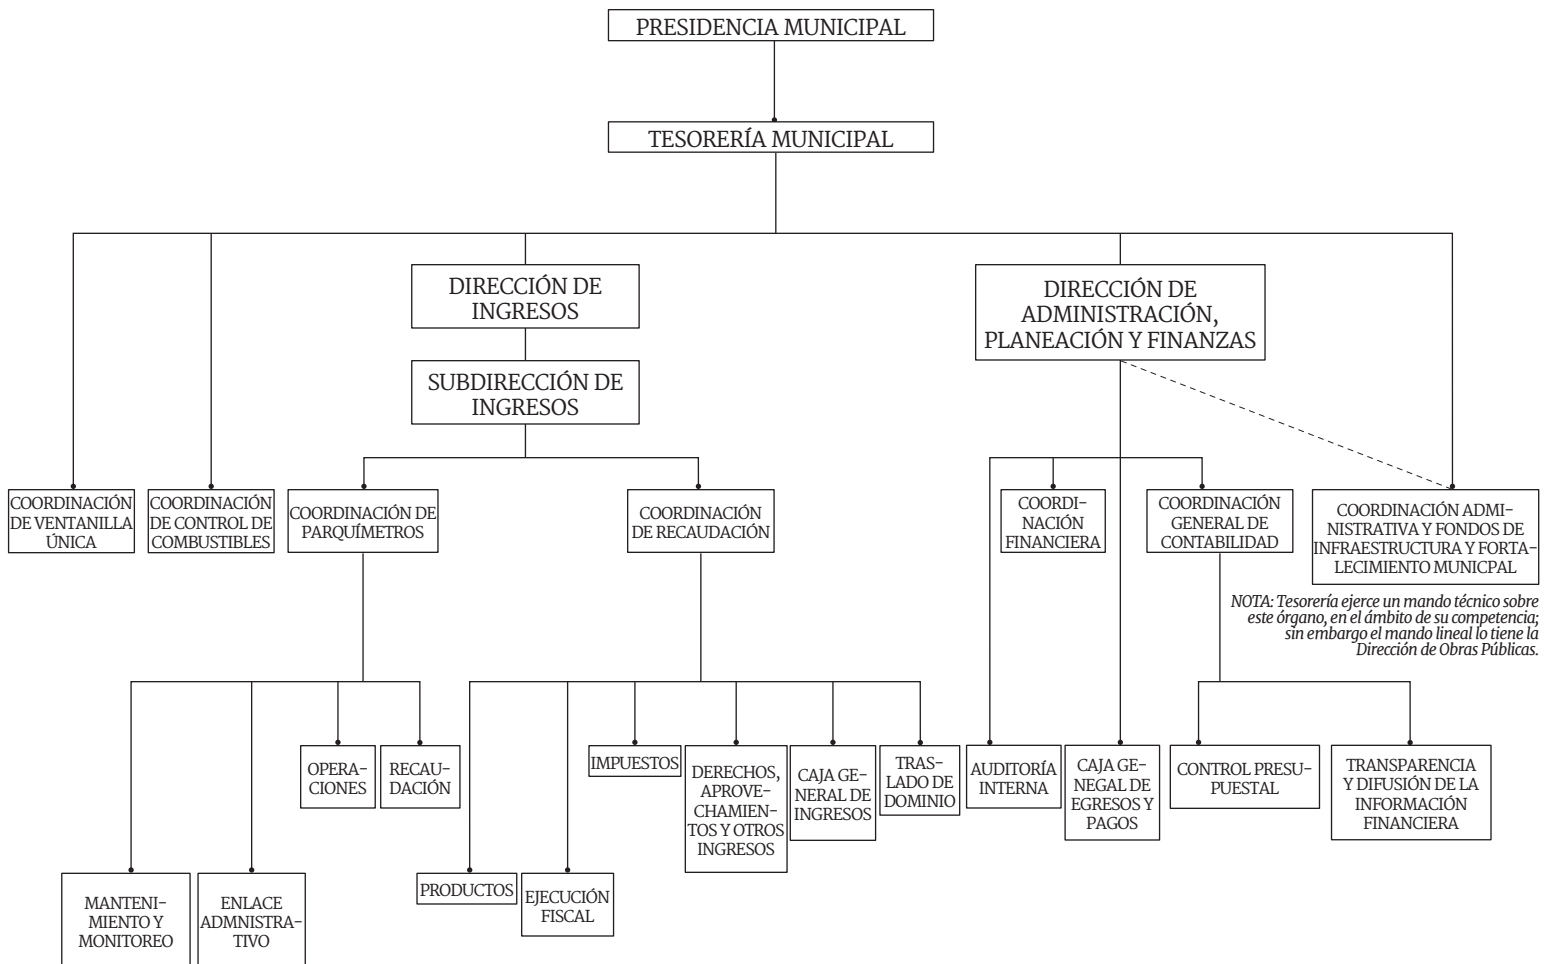 PRESIDENCIA MUNICIPAL
TESORERÍA MUNICIPAL
DIRECCIÓN DE
INGRESOS
DIRECCIÓN DE
ADMINISTRACIÓN,
PLANEACIÓN Y FINANZAS
SUBDIRECCIÓN DE
INGRESOS
COORDINACIÓN
DE VENTANILLA
ÚNICA
COORDINACIÓN
DE CONTROL DE
COMBUSTIBLES
COORDINACIÓN DE
PARQUÍMETROS
COORDINACIÓN
DE RECAUDACIÓN
COORDI-
NACIÓN
FINANCIERA
COORDINACIÓN
GENERAL DE
CONTABILIDAD
COORDINACIÓN ADMI-
NISTRATIVA Y FONDOS DE
INFRAESTRUCTURA Y FORTA-
LECIMIENTO MUNICPAL
NOTA: Tesorería ejerce un mando técnico sobre
este órgano, en el ámbito de su competencia;
sin embargo el mando lineal lo tiene la
Dirección de Obras Públicas.
OPERA-
CIONES
RECAU-
DACIÓN
IMPUESTOS
DERECHOS,
APROVE-
CHAMIEN-
TOS Y OTROS
INGRESOS
CAJA GE-
NERAL DE
INGRESOS
TRAS-
LADO DE
DOMINIO
AUDITORÍA
INTERNA
CAJA GE-
NEGAL DE
EGRESOS Y
PAGOS
CONTROL PRESU-
PUESTAL
TRANSPARENCIA
Y DIFUSIÓN DE LA
INFORMACIÓN
FINANCIERA
MANTENI-
MIENTO Y
MONITOREO
ENLACE
ADMNISTRA-
TIVO
PRODUCTOS
EJECUCIÓN
FISCAL